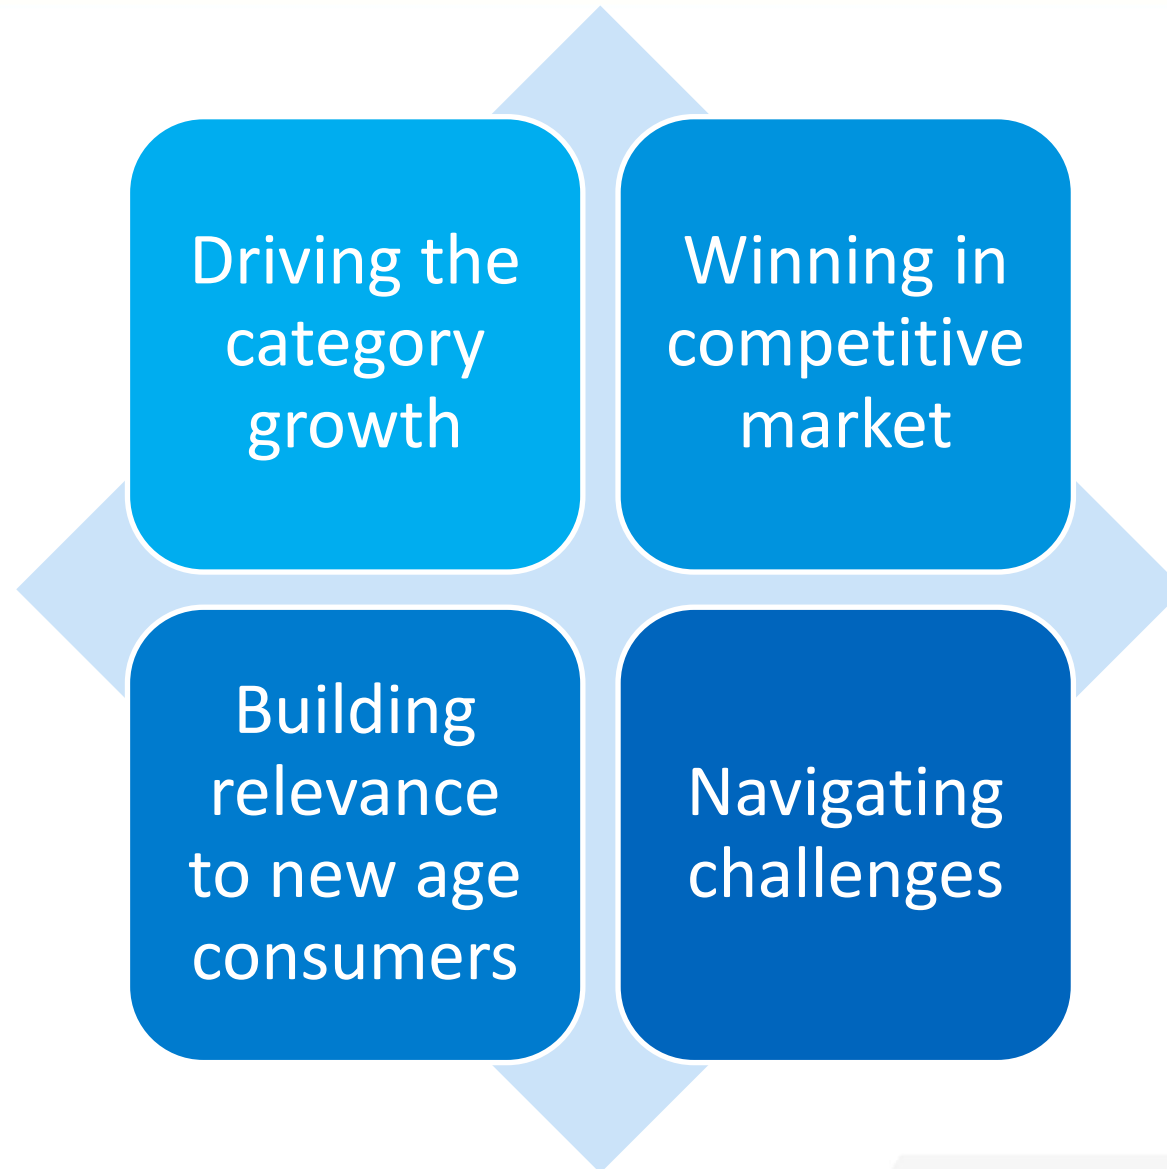 Driving the
category
growth
Winning in
competitive
market
Building
relevance
to new age
consumers
Navigating
challenges